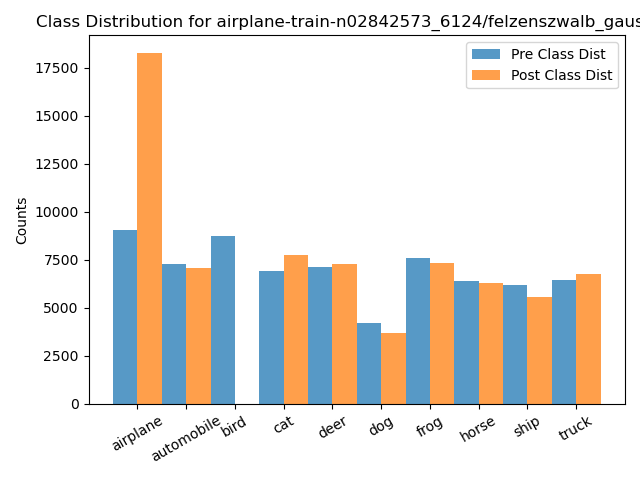 Class Distribution for airplane-train-n02842573_6124/felzenszwalb_gaus
Pre Class Dist
Post Class Dist
Counts
17500
15000
12500
10000
7500
5000
2500
0
airplane
automobile
bird
cat
deer
dog
frog
horse
ship
truck